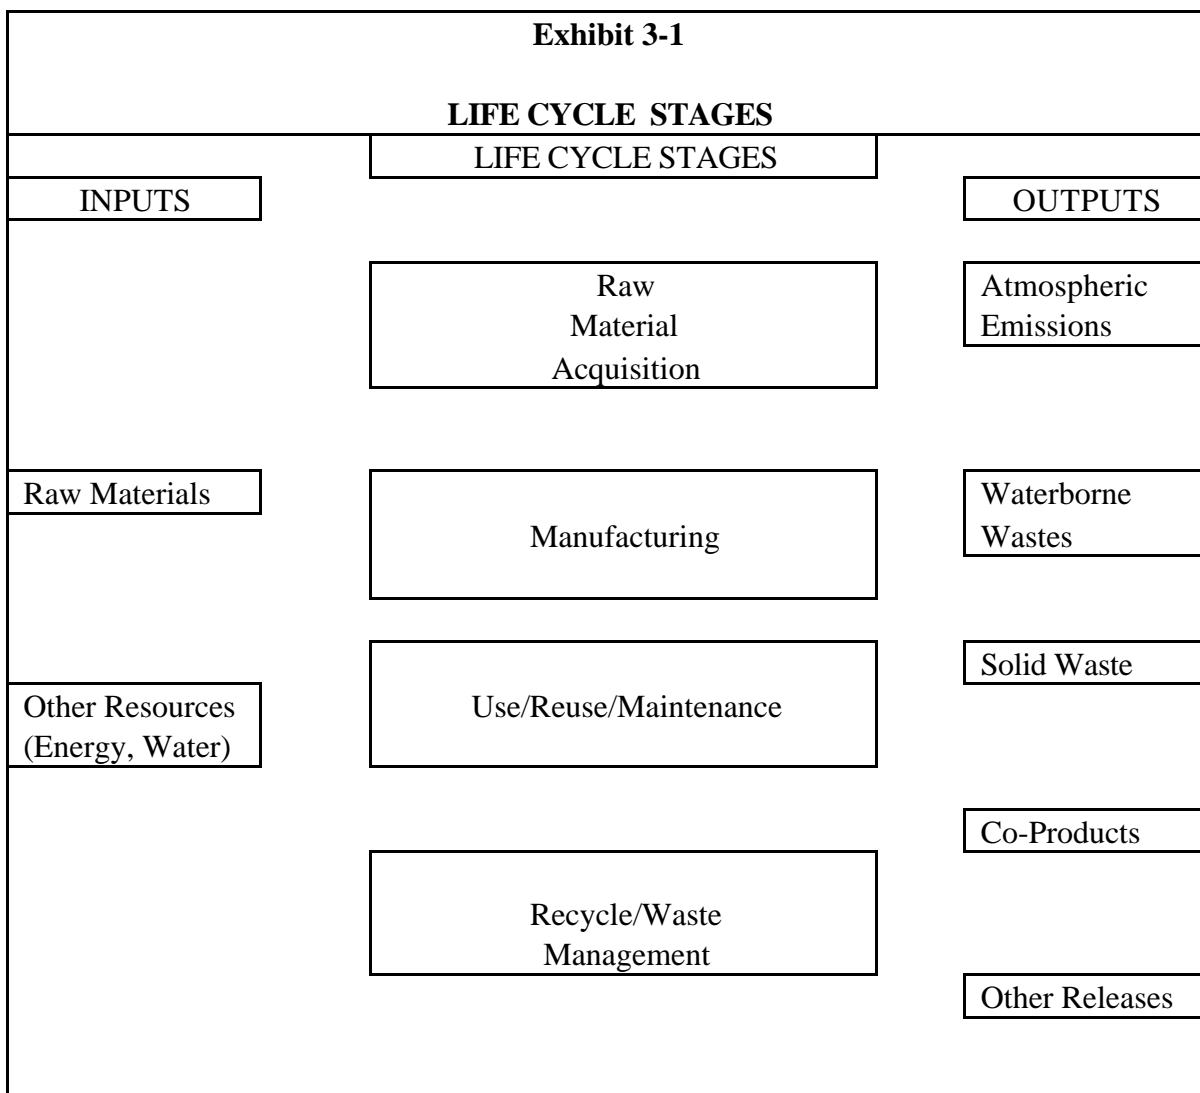 Exhibit 3-1
LIFE CYCLE STAGES
LIFE CYCLE STAGES
INPUTS
OUTPUTS
Raw
Material
Acquisition
Atmospheric
Emissions
Raw Materials
Manufacturing
Waterborne
Wastes
Other Resources
(Energy, Water)
Use/Reuse/Maintenance
Solid Waste
Co-Products
Recycle/Waste
Management
Other Releases